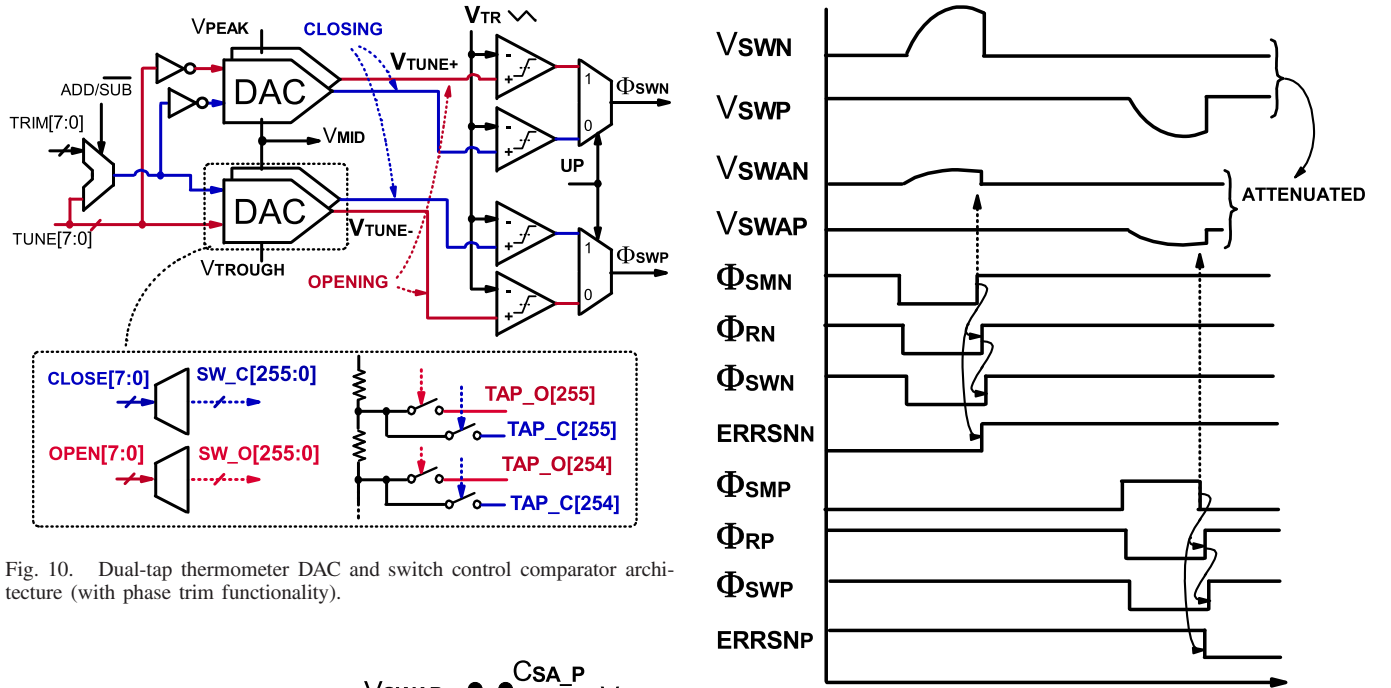 VPEAK
CLOSING
VTR
VTUNE+
ADD/SUB
DAC
TRIM[7:0]
VMID
1
0
ΦSWN
UP
DAC
TUNE[7:0]
VTUNE-
VTROUGH
OPENING
1
0
ΦSWP
CLOSE[7:0]
SW_C[255:0]
OPEN[7:0]
SW_O[255:0]
TAP_O[255]
TAP_C[255]
TAP_O[254]
TAP_C[254]
Fig. 10. Dual-tap thermometer DAC and switch control comparator archi-
tecture (with phase trim functionality).
CSA_P
VSWN
VSWP
VSWAN
VSWAP
ATTENUATED
ΦSMN
ΦRN
ΦSWN
ERRSNN
ΦSMP
ΦRP
ΦSWP
ERRSNP